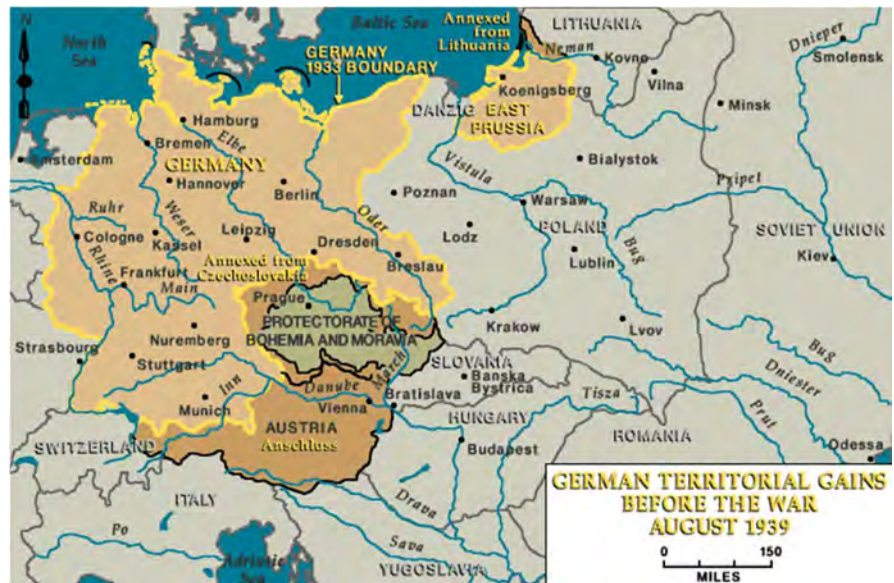 N
North
Sea
Baltic Sea
Annexed
from
Lithuania
LITHUANIA
Neman
Kovno
Vilna
Dnieper
Smolensk
GERMANY
1933 BOUNDARY
Koenigsberg
DANZIG
EAST
PRUSSIA
Minsk
Hamburg
Bremen
Elbe
Amsterdam
GERMANY
Hannover
Berlin
Vistula
Bialystok
Pripet
Poznan
Warsaw
Ruhr
Weser
Oder
POLAND
SOVIET UNION
Cologne
Kassel
Leipzig
Dresden
Lodz
Bug
Kiev
Rhine
Annexed from
Czechoslovakia
Breslau
Lublin
Frankfurt
Main
Prague
PROTECTORATE OF
BOHEMIA AND MORAVIA
Krakow
Lvov
Strasbourg
Nuremberg
Stuttgart
SLOVAKIA
Bug
Inn
Danube
March
Banska
Bystrica
Dniester
Munich
Vienna
Bratislava
Tisza
Prut
AUSTRIA
Anschluss
HUNGARY
SWITZERLAND
Budapest
ROMANIA
Odessa
ITALY
Drava
Po
Sava
Adriatic
Sea
YUGOSLAVIA
GERMAN TERRITORIAL GAINS
BEFORE THE WAR
AUGUST 1939
0 150
MILES